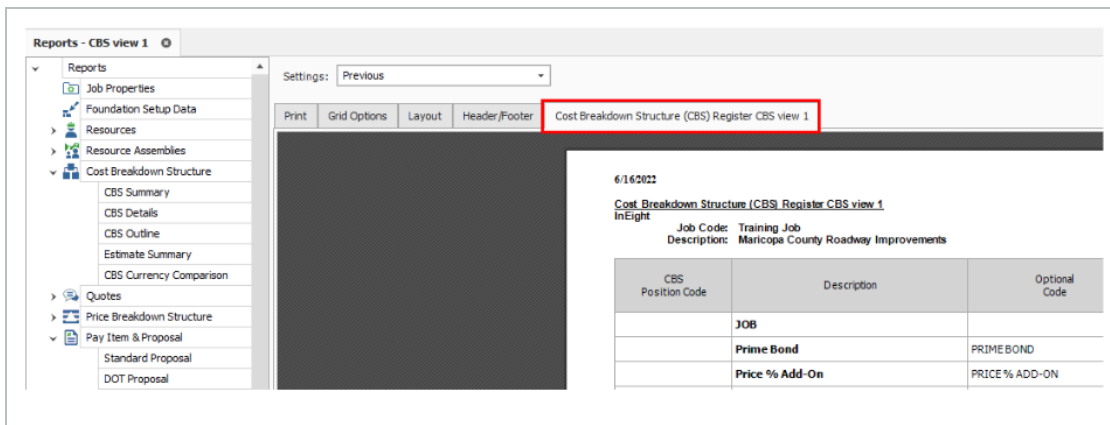 Reports - CBS view 1
Reports
Job Properties
Foundation Setup Data
Resources
Resource Assemblies
Cost Breakdown Structure
CBS Summary
CBS Details
CBS Outline
Estimate Summary
CBS Currency Comparison
Quotes
Price Breakdown Structure
Pay Item & Proposal
Standard Proposal
DOT Proposal
Settings: Previous
Print Grid Options Layout Header/Footer Cost Breakdown Structure (CBS) Register CBS view 1
6/16/2022
Cost Breakdown Structure (CBS) Register CBS view 1
InEight
Job Code: Training Job
Description: Maricopa County Roadway Improvements
CBS Position Code Description Optional Code
JOB
Prime Bond PRIMEBOND
Price % Add-On PRICE % ADD-ON